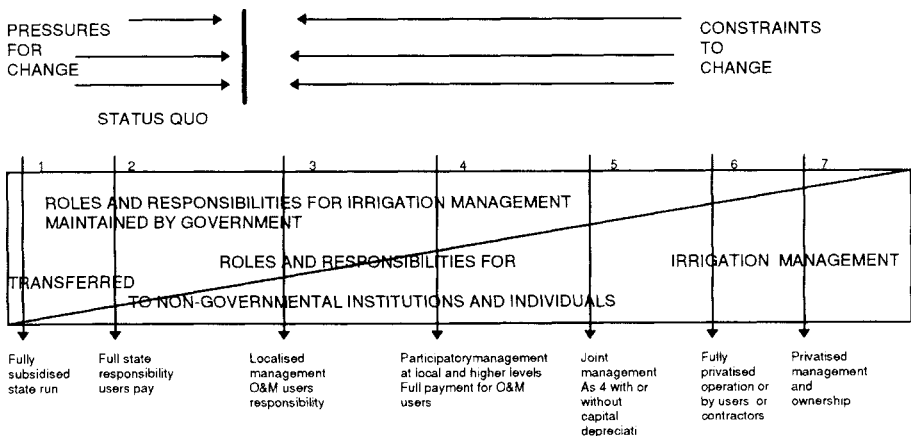 PRESSURES
FOR
CHANGE
CONSTRAINTS
TO
CHANGE
STATUS QUO
1 2 3 4 5 6 7
ROLES AND RESPONSIBILITIES FOR IRRIGATION MANAGEMENT
MAINTAINED BY GOVERNMENT
ROLES AND RESPONSIBILITIES FOR IRRIGATION MANAGEMENT
TRANSFERRED
TO NON-GOVERNMENTAL INSTITUTIONS AND INDIVIDUALS
Fully
subsidised
state run
Full state
responsibility
users pay
Localised
management
O&M users
responsibility
Participatorymanagement
at local and higher levels
Full payment for O&M
users
Joint
management
As 4 with or
without
capital
depreciati
Fully
privatised
operation or
by users or
contractors
Privatised
management
and
ownership